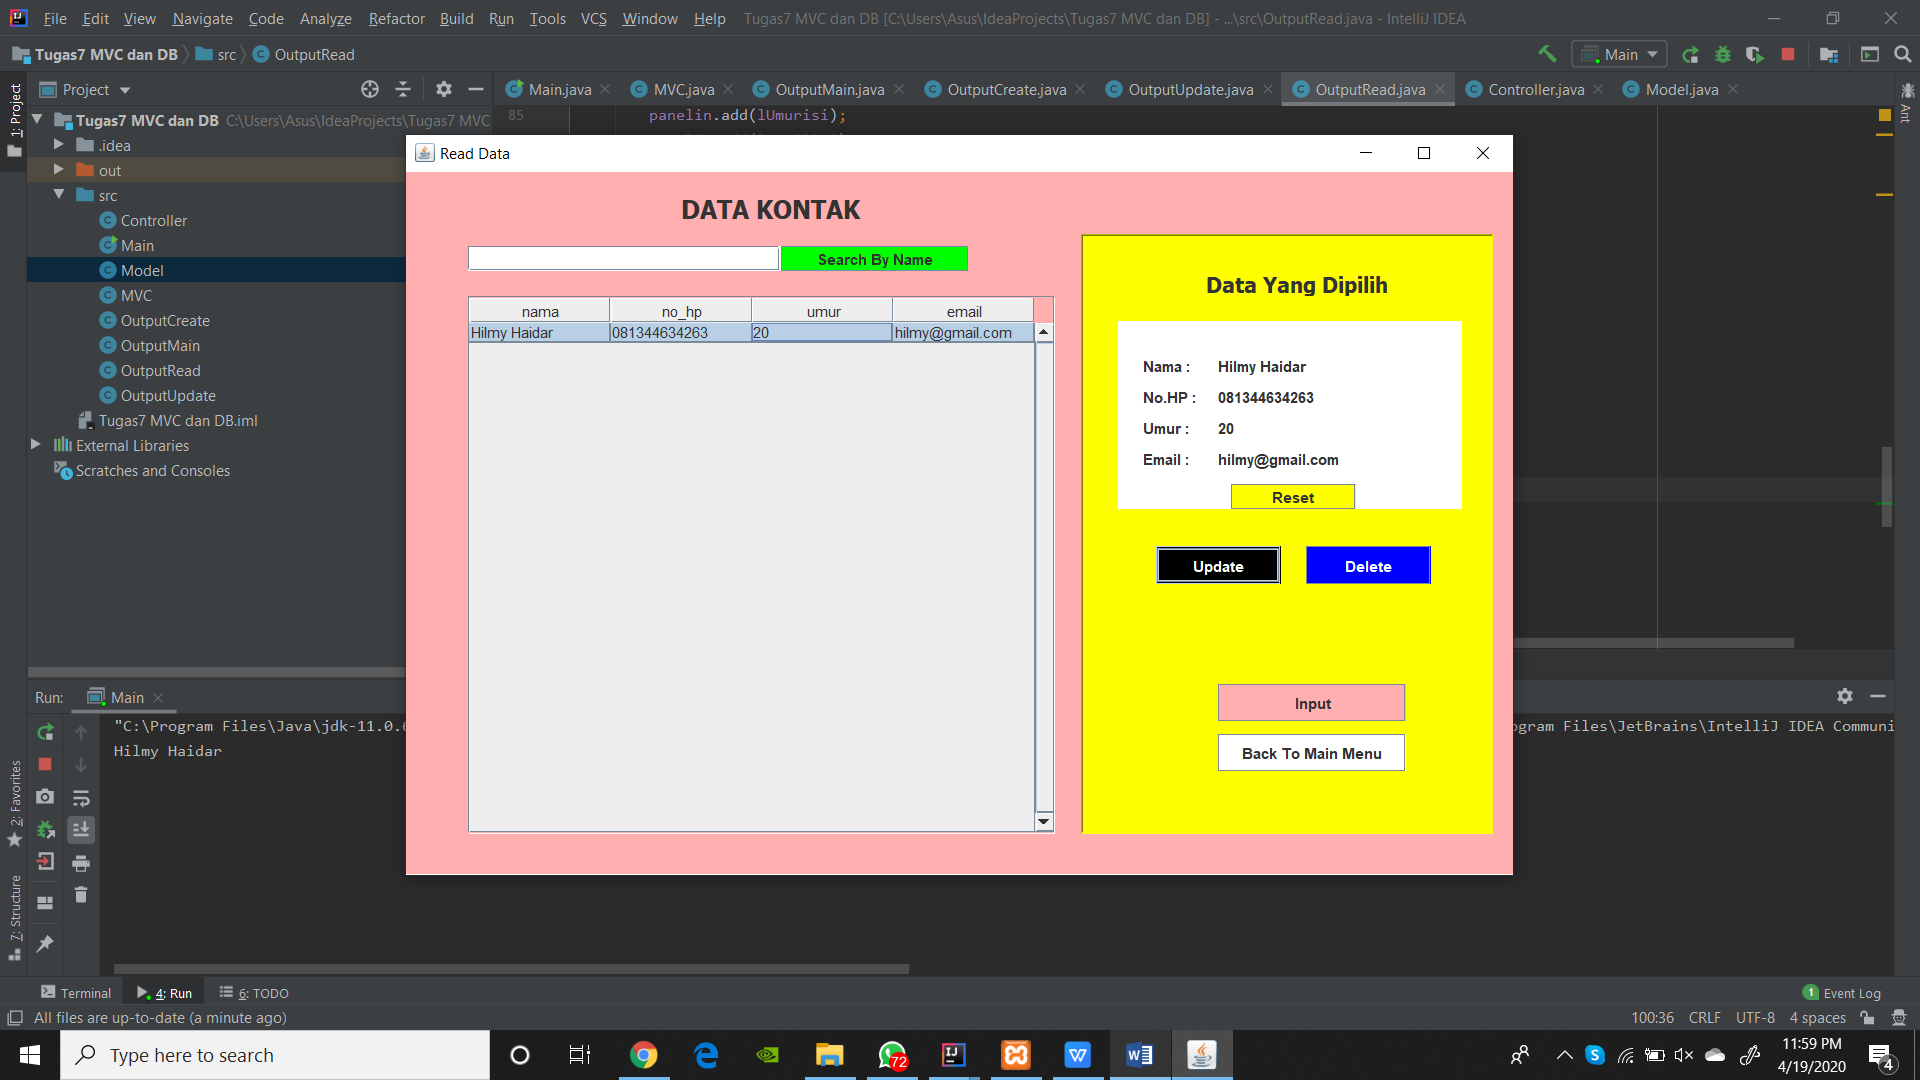 File Edit View Navigate Code Analyze Refactor Build Run Tools VCS Window Help Tugas7 MVC dan DB [C:\Users\Asus\IdeaProjects\Tugas7 MVC dan DB] - ...\src\OutputRead.java - IntelliJ IDEA
Tugas7 MVC dan DB src OutputRead Main
1: Project
Project
Main.java MVC.java OutputMain.java OutputCreate.java OutputUpdate.java OutputRead.java Controller.java Model.java
Ant
Tugas7 MVC dan DB C:\Users\Asus\IdeaProjects\Tugas7 MVC
.idea
out
src
Controller
Main
Model
MVC
OutputCreate
OutputMain
OutputRead
OutputUpdate
Tugas7 MVC dan DB.iml
External Libraries
Scratches and Consoles
85 panelin.add(lUmurisi);
Read Data
DATA KONTAK
Search By Name
nama no_hp umur email
Hilmy Haidar 081344634263 20 hilmy@gmail.com
Data Yang Dipilih
Nama : Hilmy Haidar
No.HP : 081344634263
Umur : 20
Email : hilmy@gmail.com
Reset
Update Delete
Input
Back To Main Menu
Run: Main
"C:\Program Files\Java\jdk-11.0.6 ogram Files\JetBrains\IntelliJ IDEA Communi
Hilmy Haidar
2: Favorites
7: Structure
Terminal 4: Run 6: TODO 1 Event Log
All files are up-to-date (a minute ago) 100:36 CRLF UTF-8 4 spaces
Type here to search 72 11:59 PM
4/19/2020 4